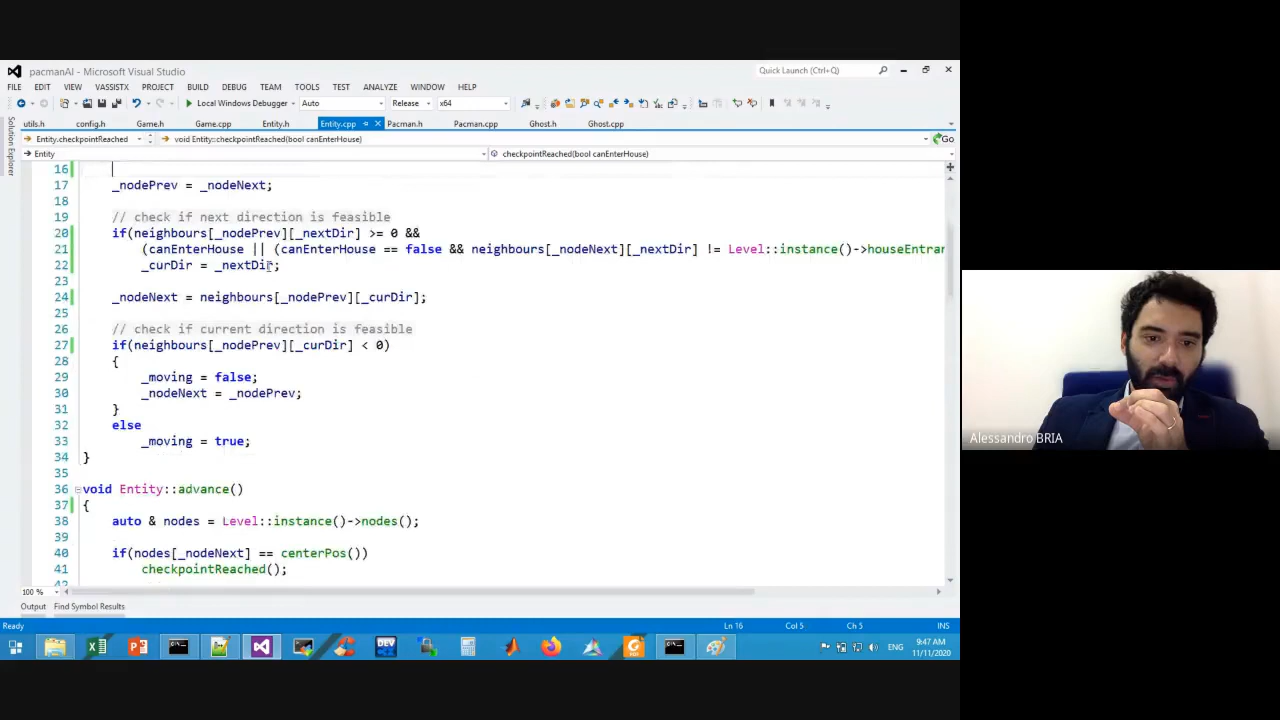 pacmanAI - Microsoft Visual Studio
Quick Launch (Ctrl+Q)
FILE EDIT VIEW VASSISTX PROJECT BUILD DEBUG TEAM TOOLS TEST ANALYZE WINDOW HELP
Local Windows Debugger Auto Release x64
utils.h config.h Game.h Game.cpp Entity.h Entity.cpp Pacman.h Pacman.cpp Ghost.h Ghost.cpp
Entity.checkpointReached void Entity::checkpointReached(bool canEnterHouse) Go
Entity checkpointReached(bool canEnterHouse)
Solution Explorer
16
17 _nodePrev = _nodeNext;
18
19 // check if next direction is feasible
20 if(neighbours[_nodePrev][_nextDir] >= 0 &&
21 (canEnterHouse || (canEnterHouse == false && neighbours[_nodeNext][_nextDir] != Level::instance()->houseEntran
22 _curDir = _nextDir;
23
24 _nodeNext = neighbours[_nodePrev][_curDir];
25
26 // check if current direction is feasible
27 if(neighbours[_nodePrev][_curDir] < 0)
28 {
29 _moving = false;
30 _nodeNext = _nodePrev;
31 }
32 else
33 _moving = true;
34 }
35
36 void Entity::advance()
37 {
38 auto & nodes = Level::instance()->nodes();
39
40 if(nodes[_nodeNext] == centerPos())
41 checkpointReached();
42
100 %
Output Find Symbol Results
Ready Ln 16 Col 5 Ch 5 INS
DEV
PDF
ENG
9:47 AM
11/11/2020
Alessandro BRIA